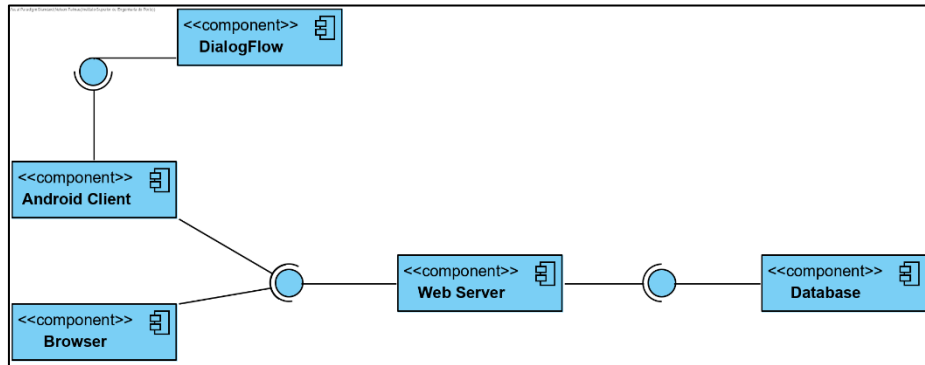 <<component>>
DialogFlow
<<component>>
Android Client
<<component>>
Web Server
<<component>>
Database
<<component>>
Browser